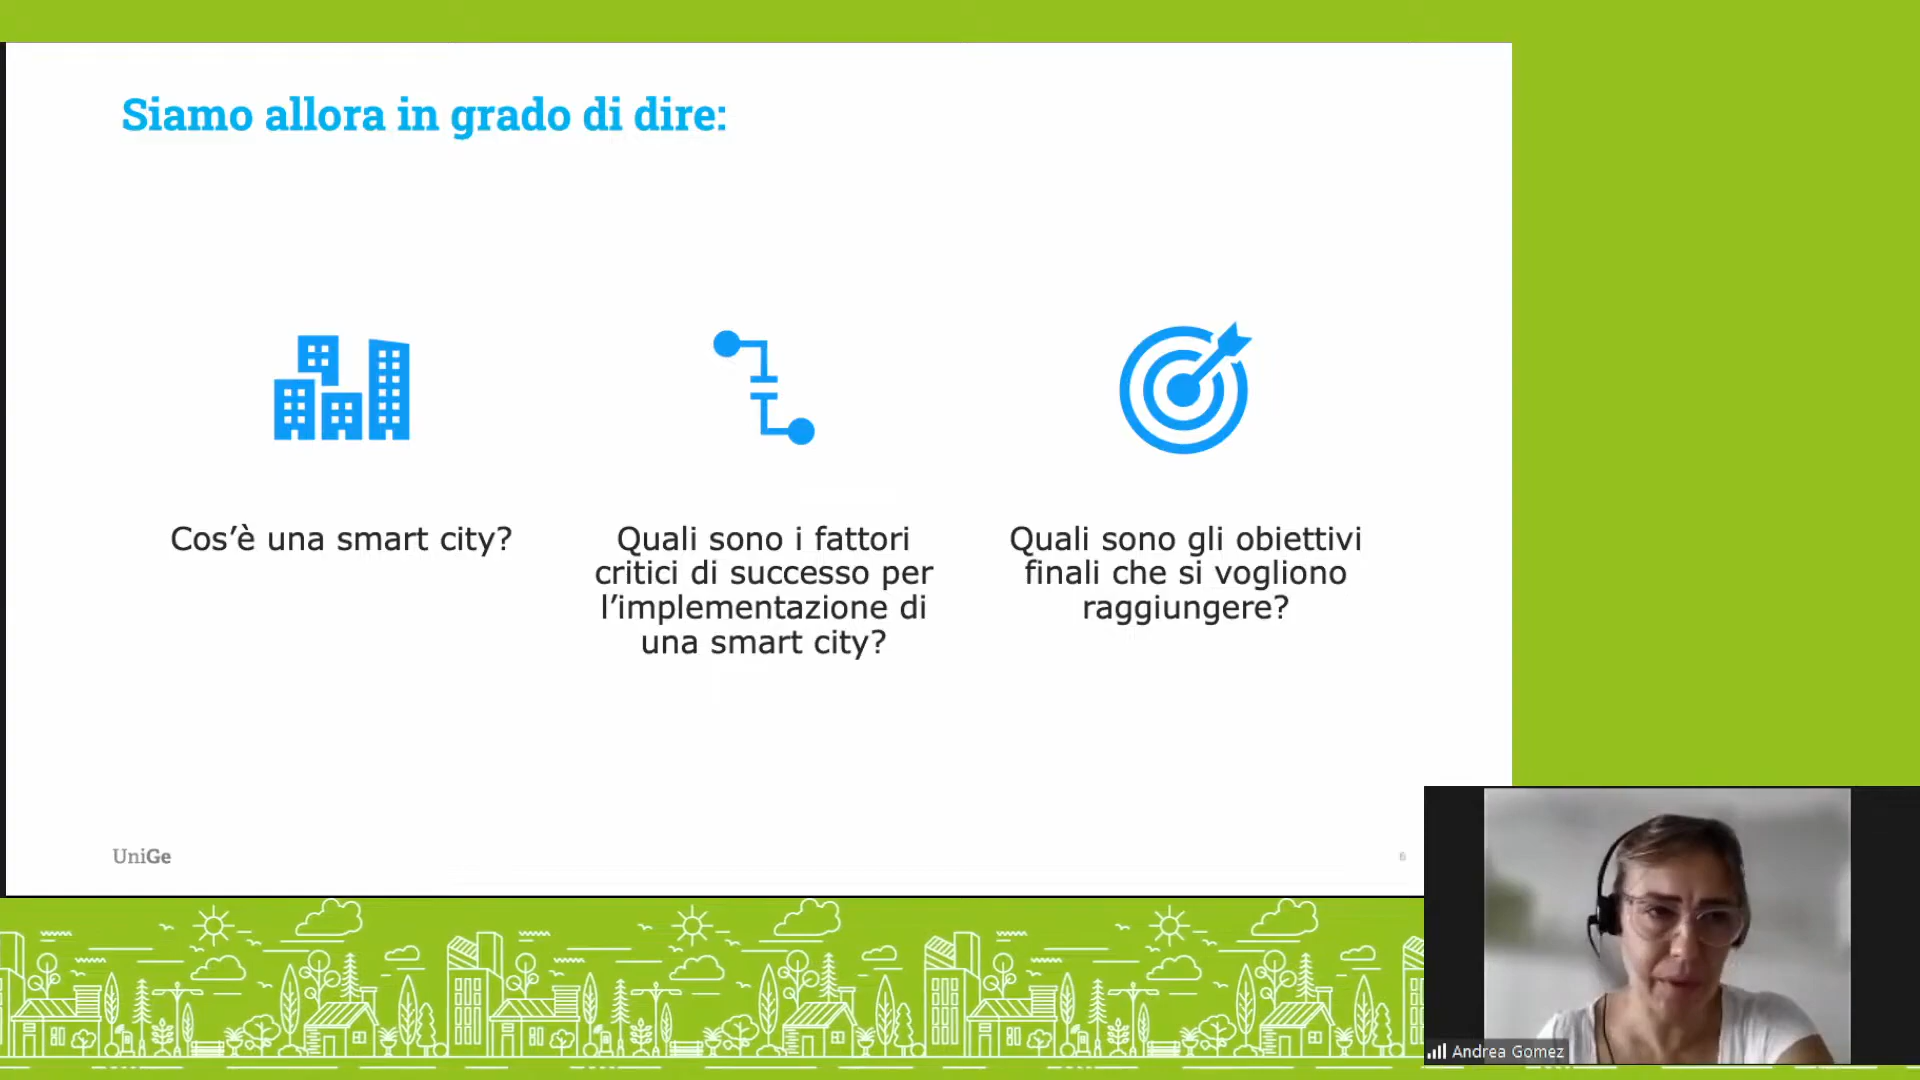 Siamo allora in grado di dire:
Cos’è una smart city?
Quali sono i fattori
critici di successo per
l’implementazione di
una smart city?
Quali sono gli obiettivi
finali che si vogliono
raggiungere?
UniGe
6
Andrea Gomez